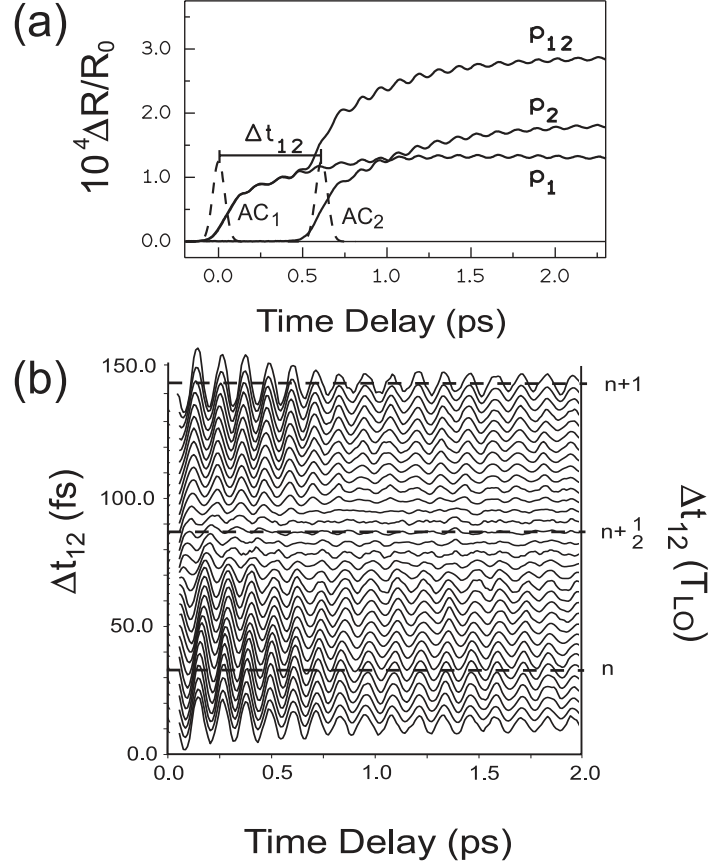 (a)
10⁴ΔR/R₀
3.0
2.0
1.0
0.0
Δt₁₂
AC₁
AC₂
p₁₂
p₂
p₁
0.0 0.5 1.0 1.5 2.0
Time Delay (ps)
(b)
Δt₁₂ (fs)
150.0
100.0
50.0
0.0
n+1
n+½
n
Δt₁₂ (T_LO)
0.0 0.5 1.0 1.5 2.0
Time Delay (ps)